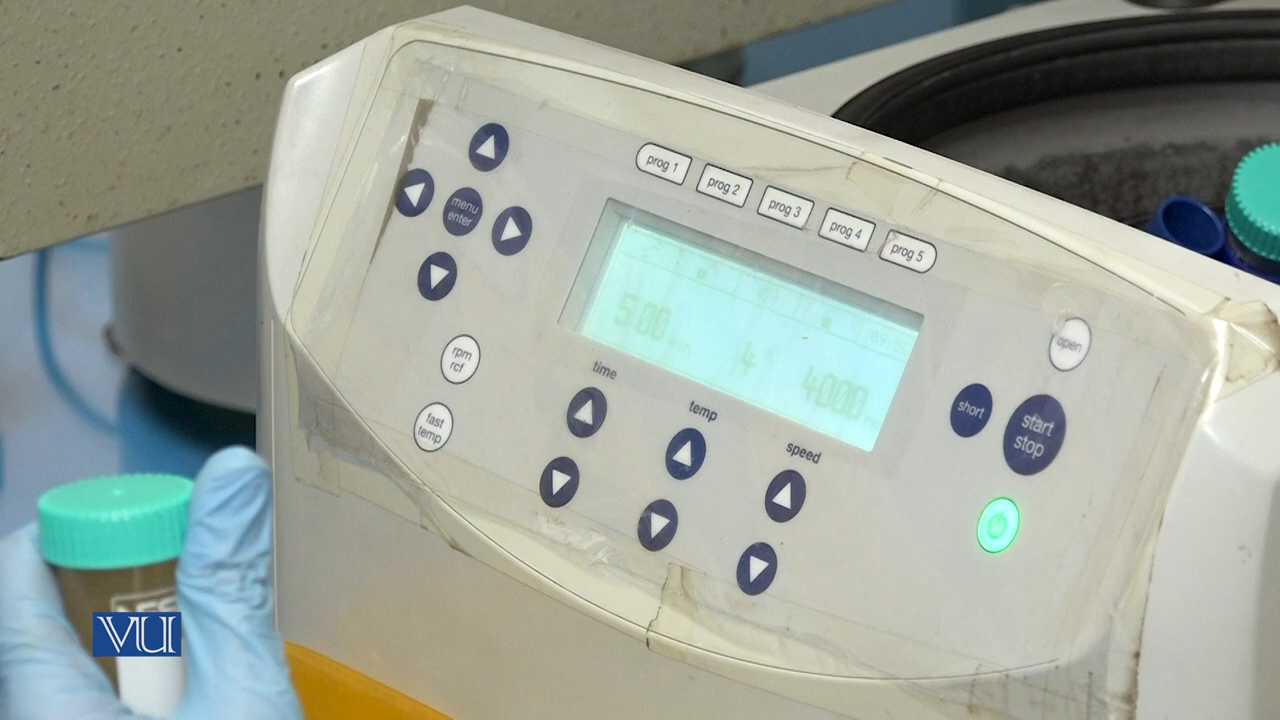 prog 1
prog 2
prog 3
prog 4
prog 5
menu
enter
rpm
rcf
fast
temp
5:00
4
4000
time
temp
speed
open
short
start
stop
VU